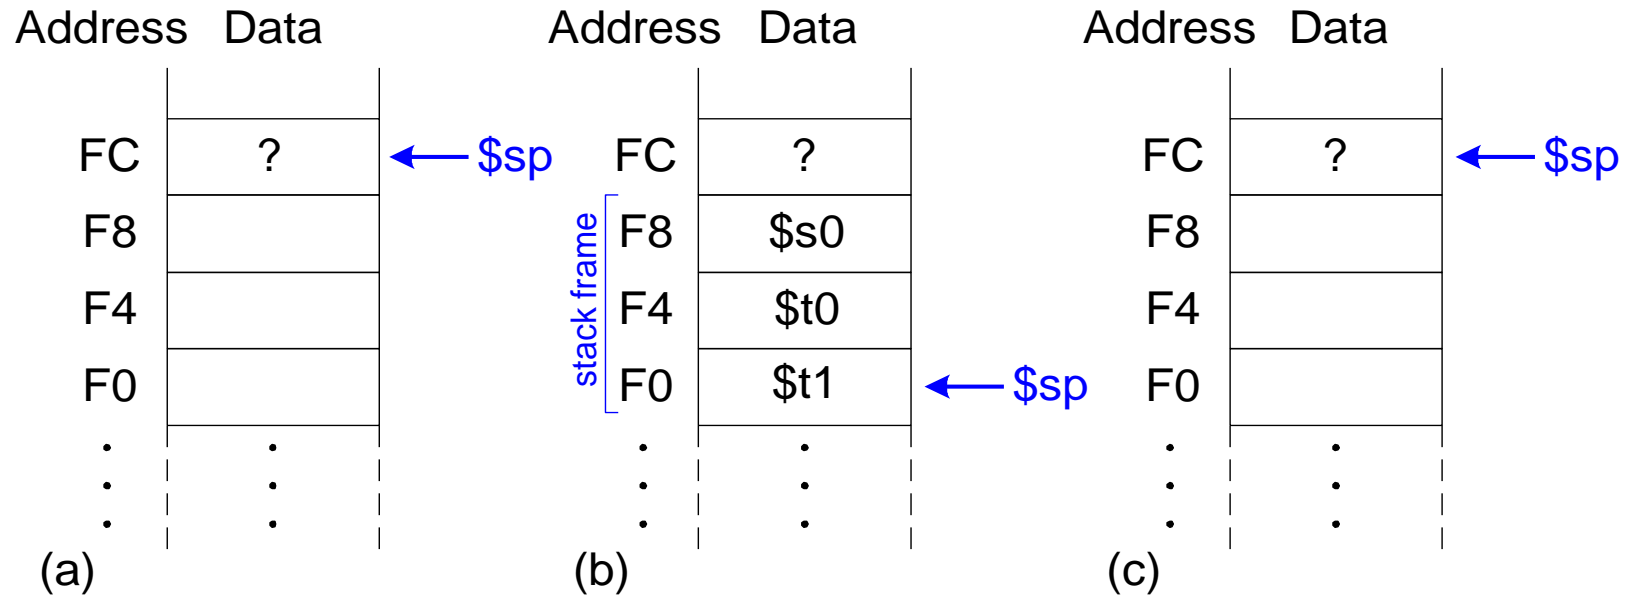 Address Data Address Data Address Data
FC ? $sp FC ? FC ? $sp
F8 F8 $s0 F8
F4 F4 $t0 F4
F0 F0 $t1 $sp F0
stack frame
(a) (b) (c)